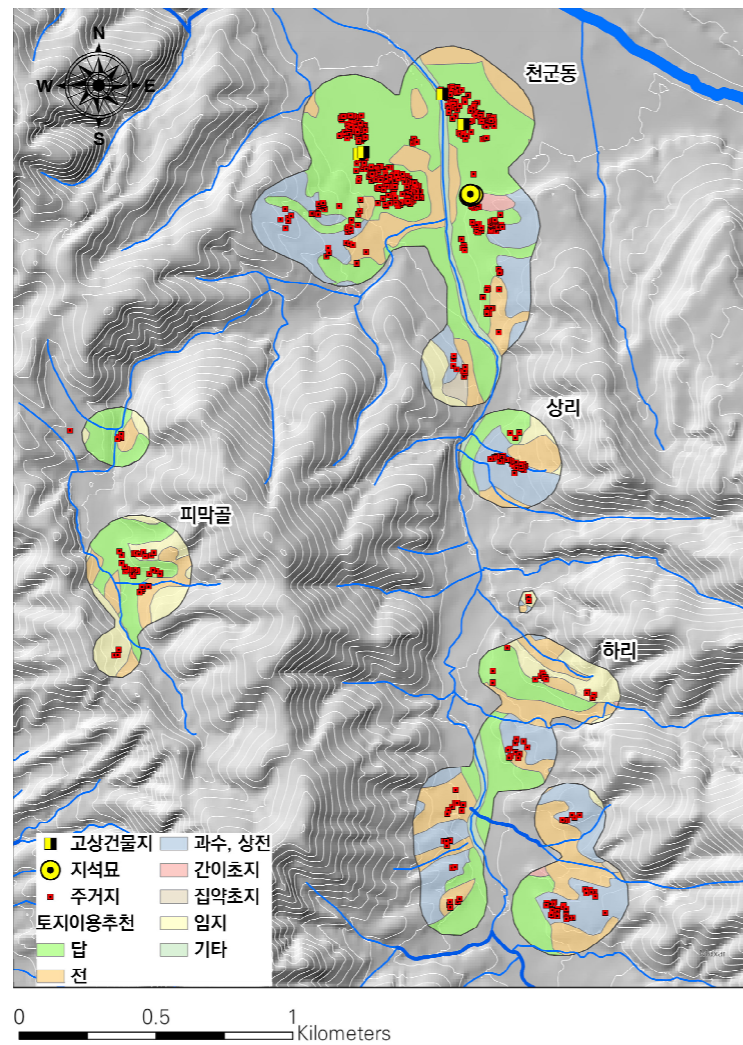 N
W E
S
천군동
상리
피막골
하리
고상건물지
지석묘
주거지
토지이용추천
답
전
과수, 상전
간이초지
집약초지
임지
기타
0 0.5 1
Kilometers